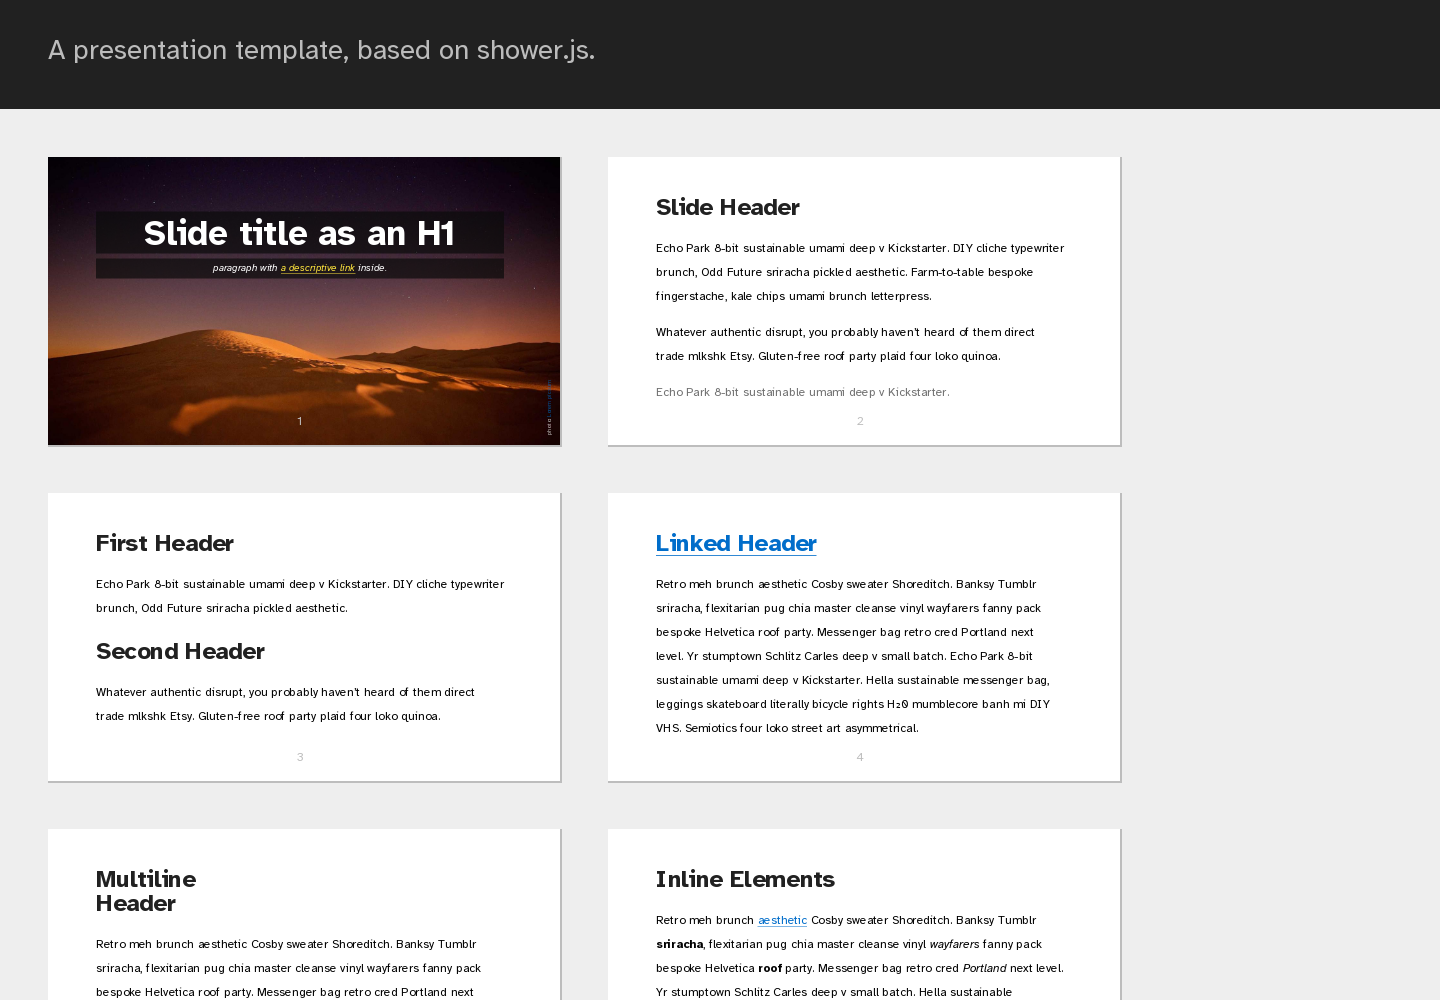 A presentation template, based on shower.js.
Slide title as an H1
paragraph with a descriptive link inside.
photo
1
Slide Header
Echo Park 8-bit sustainable umami deep v Kickstarter. DIY cliche typewriter
brunch, Odd Future sriracha pickled aesthetic. Farm-to-table bespoke
fingerstache, kale chips umami brunch letterpress.
Whatever authentic disrupt, you probably haven't heard of them direct
trade mlkshk Etsy. Gluten-free roof party plaid four loko quinoa.
Echo Park 8-bit sustainable umami deep v Kickstarter.
2
First Header
Echo Park 8-bit sustainable umami deep v Kickstarter. DIY cliche typewriter
brunch, Odd Future sriracha pickled aesthetic.
Second Header
Whatever authentic disrupt, you probably haven't heard of them direct
trade mlkshk Etsy. Gluten-free roof party plaid four loko quinoa.
3
Linked Header
Retro meh brunch aesthetic Cosby sweater Shoreditch. Banksy Tumblr
sriracha, flexitarian pug chia master cleanse vinyl wayfarers fanny pack
bespoke Helvetica roof party. Messenger bag retro cred Portland next
level. Yr stumptown Schlitz Carles deep v small batch. Echo Park 8-bit
sustainable umami deep v Kickstarter. Hella sustainable messenger bag,
leggings skateboard literally bicycle rights H₂0 mumblecore banh mi DIY
VHS. Semiotics four loko street art asymmetrical.
4
Multiline
Header
Retro meh brunch aesthetic Cosby sweater Shoreditch. Banksy Tumblr
sriracha, flexitarian pug chia master cleanse vinyl wayfarers fanny pack
bespoke Helvetica roof party. Messenger bag retro cred Portland next
Inline Elements
Retro meh brunch aesthetic Cosby sweater Shoreditch. Banksy Tumblr
sriracha, flexitarian pug chia master cleanse vinyl wayfarers fanny pack
bespoke Helvetica roof party. Messenger bag retro cred Portland next level.
Yr stumptown Schlitz Carles deep v small batch. Hella sustainable